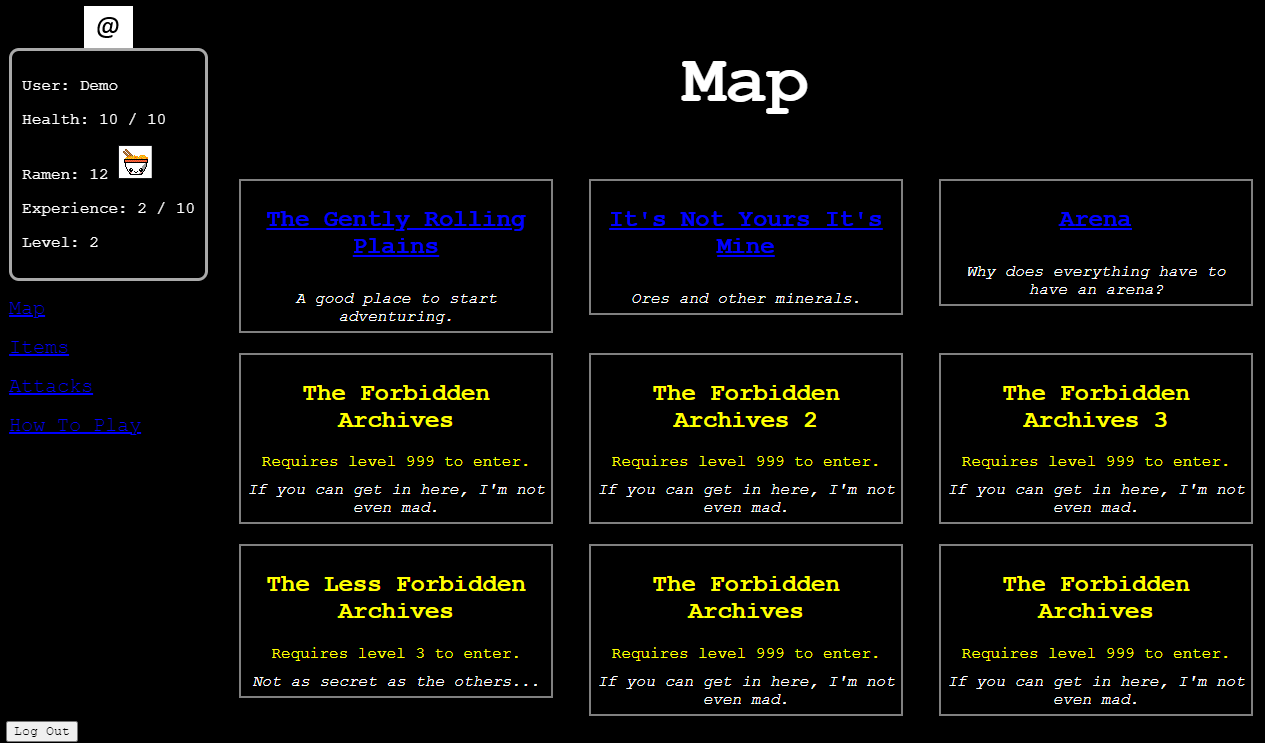 @
User: Demo
Health: 10 / 10
Ramen: 12
Experience: 2 / 10
Level: 2
Map
Items
Attacks
How To Play
Log Out
Map
The Gently Rolling
Plains
A good place to start
adventuring.
It's Not Yours It's
Mine
Ores and other minerals.
Arena
Why does everything have to
have an arena?
The Forbidden
Archives
Requires level 999 to enter.
If you can get in here, I'm not
even mad.
The Forbidden
Archives 2
Requires level 999 to enter.
If you can get in here, I'm not
even mad.
The Forbidden
Archives 3
Requires level 999 to enter.
If you can get in here, I'm not
even mad.
The Less Forbidden
Archives
Requires level 3 to enter.
Not as secret as the others...
The Forbidden
Archives
Requires level 999 to enter.
If you can get in here, I'm not
even mad.
The Forbidden
Archives
Requires level 999 to enter.
If you can get in here, I'm not
even mad.